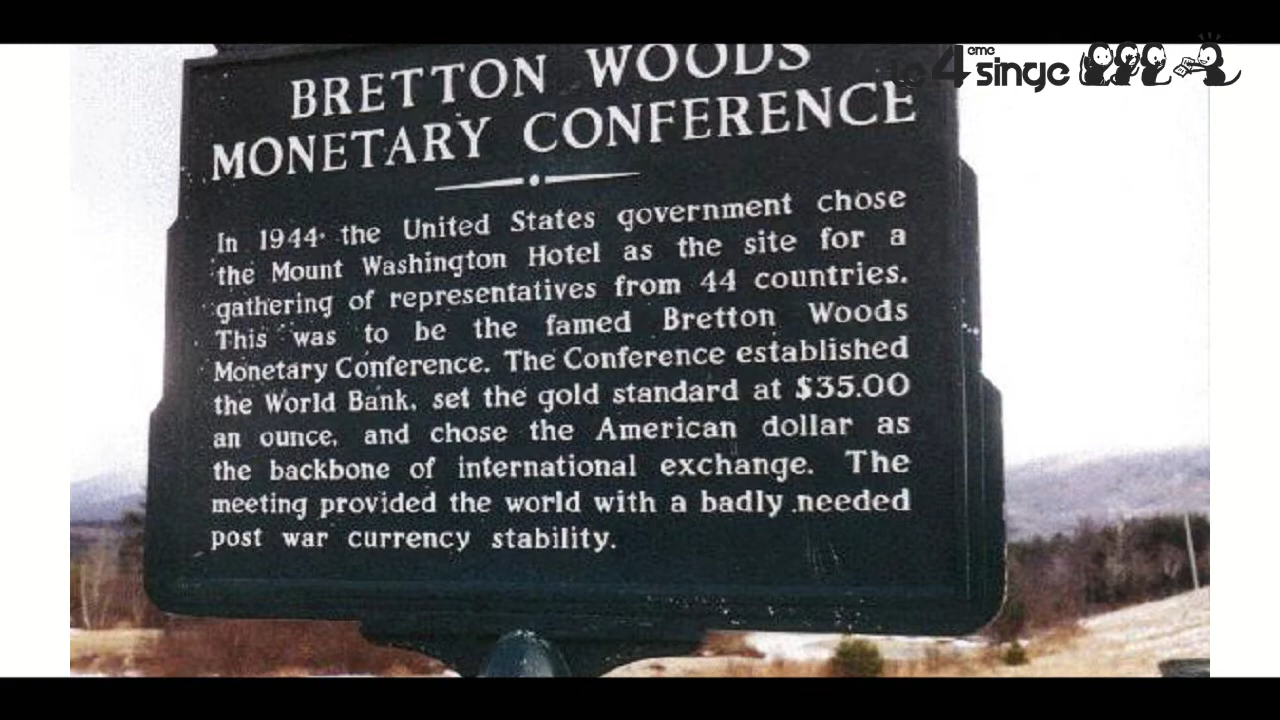 BRETTON WOODS
MONETARY CONFERENCE
In 1944 the United States government chose
the Mount Washington Hotel as the site for a
gathering of representatives from 44 countries.
This was to be the famed Bretton Woods
Monetary Conference. The Conference established
the World Bank, set the gold standard at $35.00
an ounce, and chose the American dollar as
the backbone of international exchange. The
meeting provided the world with a badly needed
post war currency stability.
le 4eme singe